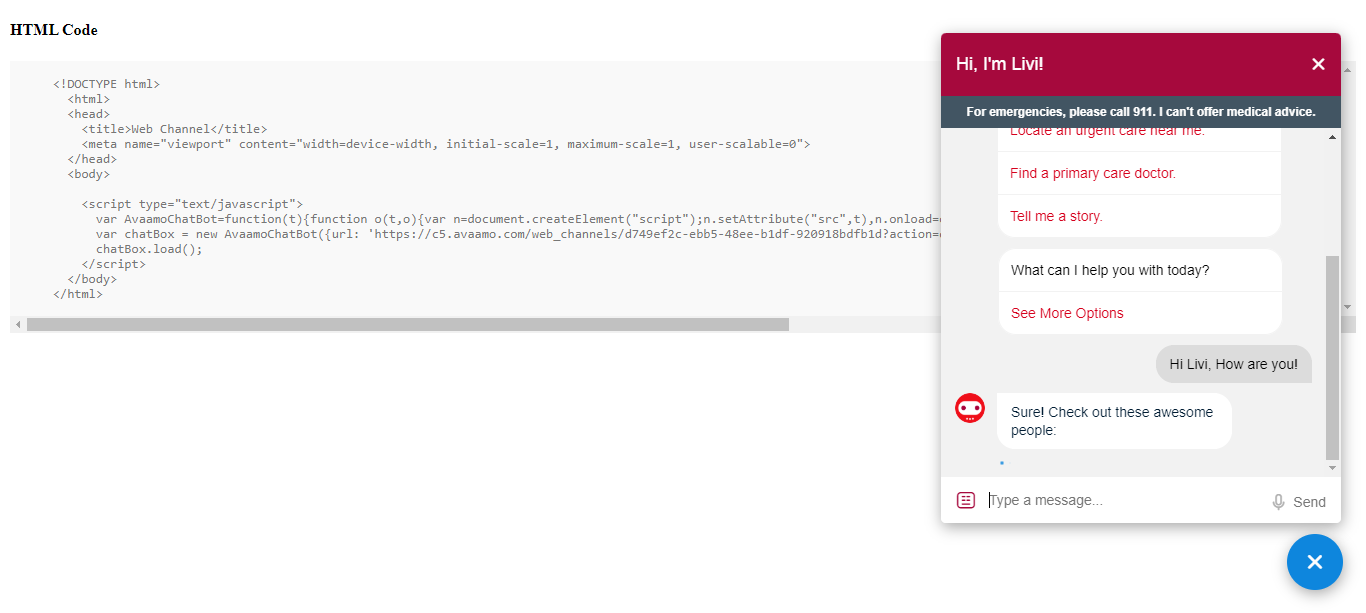 HTML Code
<!DOCTYPE html>
<html>
<head>
<title>Web Channel</title>
<meta name="viewport" content="width=device-width, initial-scale=1, maximum-scale=1, user-scalable=0">
</head>
<body>
<script type="text/javascript">
var AvaamoChatBot=function(t){function o(t,o){var n=document.createElement("script");n.setAttribute("src",t),n.onload=
var chatBox = new AvaamoChatBot({url: 'https://c5.avaamo.com/web_channels/d749ef2c-ebb5-48ee-b1df-920918bdfb1d?action=
chatBox.load();
</script>
</body>
</html>
Hi, I'm Livi!
For emergencies, please call 911. I can't offer medical advice.
Locate an urgent care near me.
Find a primary care doctor.
Tell me a story.
What can I help you with today?
See More Options
Hi Livi, How are you!
Sure! Check out these awesome
people:
Type a message...
Send